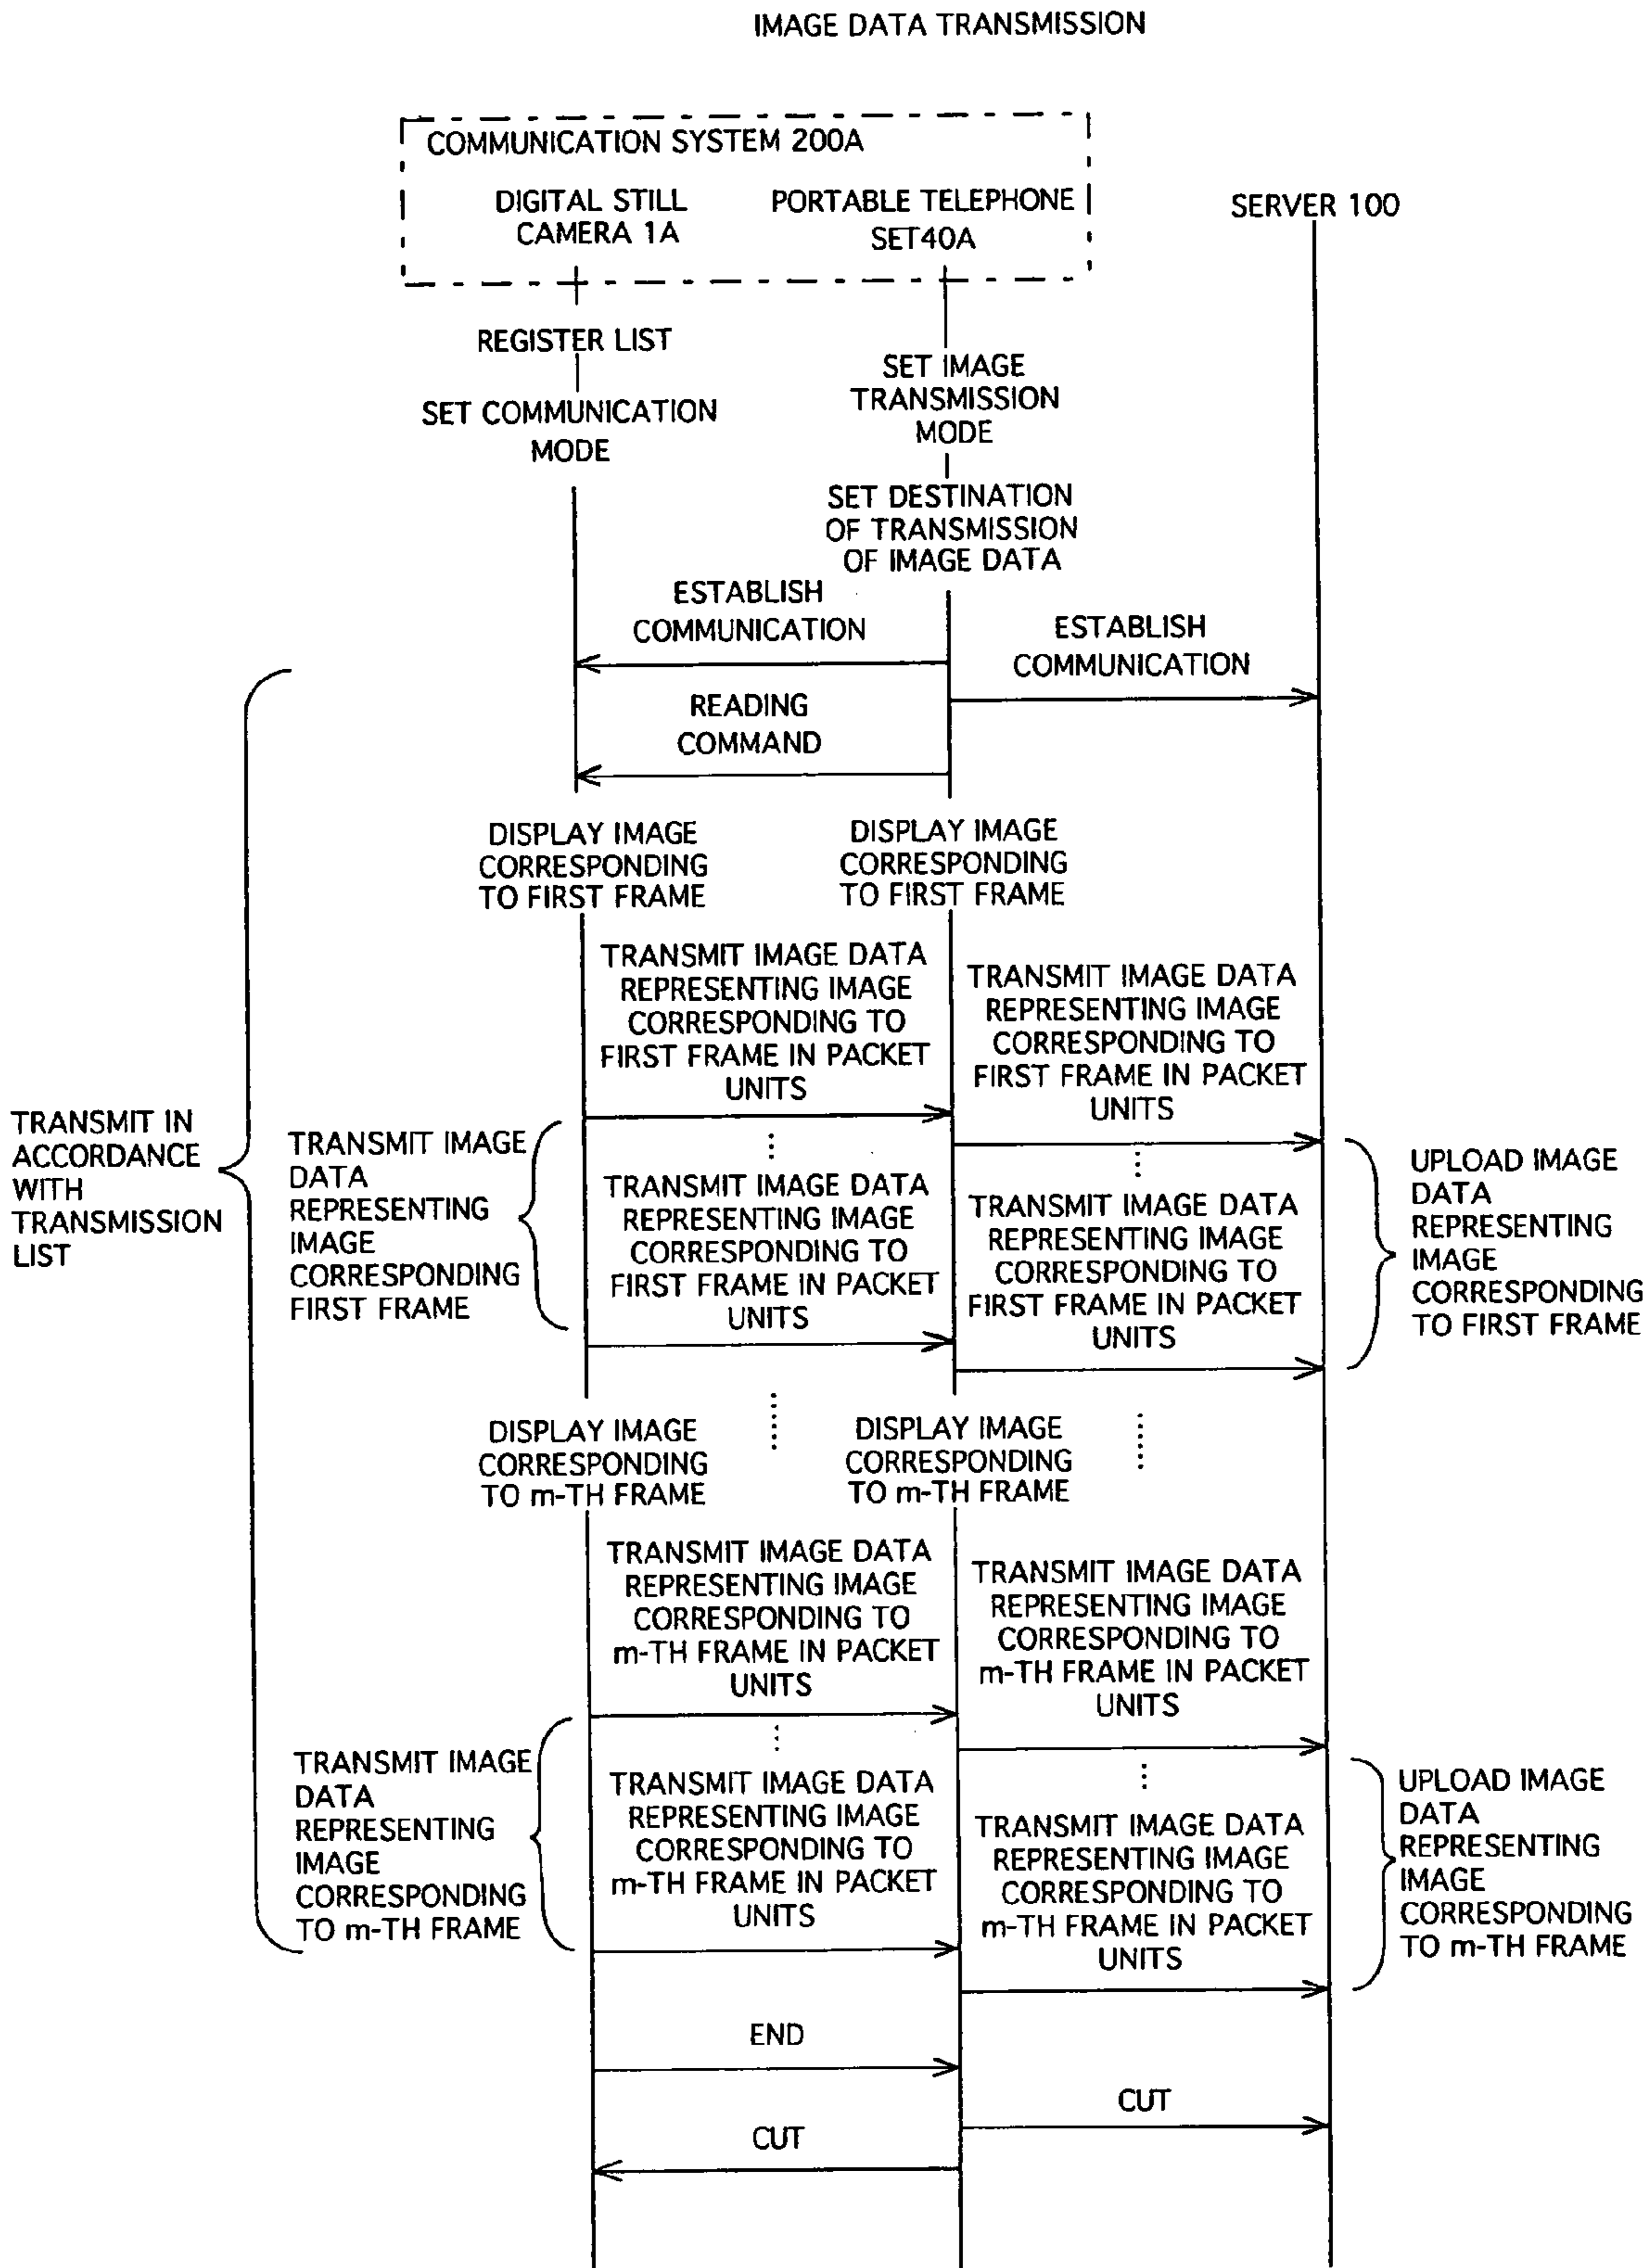 IMAGE DATA TRANSMISSION
COMMUNICATION SYSTEM 200A
DIGITAL STILL
CAMERA 1A
PORTABLE TELEPHONE
SET40A
SERVER 100
REGISTER LIST
SET COMMUNICATION
MODE
SET IMAGE
TRANSMISSION
MODE
SET DESTINATION
OF TRANSMISSION
OF IMAGE DATA
ESTABLISH
COMMUNICATION
ESTABLISH
COMMUNICATION
READING
COMMAND
DISPLAY IMAGE
CORRESPONDING
TO FIRST FRAME
DISPLAY IMAGE
CORRESPONDING
TO FIRST FRAME
TRANSMIT IMAGE DATA
REPRESENTING IMAGE
CORRESPONDING TO
FIRST FRAME IN PACKET
UNITS
TRANSMIT IMAGE DATA
REPRESENTING IMAGE
CORRESPONDING TO
FIRST FRAME IN PACKET
UNITS
TRANSMIT IN
ACCORDANCE
WITH
TRANSMISSION
LIST
TRANSMIT IMAGE
DATA
REPRESENTING
IMAGE
CORRESPONDING
FIRST FRAME
TRANSMIT IMAGE DATA
REPRESENTING IMAGE
CORRESPONDING TO
FIRST FRAME IN PACKET
UNITS
TRANSMIT IMAGE DATA
REPRESENTING IMAGE
CORRESPONDING TO
FIRST FRAME IN PACKET
UNITS
UPLOAD IMAGE
DATA
REPRESENTING
IMAGE
CORRESPONDING
TO FIRST FRAME
DISPLAY IMAGE
CORRESPONDING
TO m-TH FRAME
DISPLAY IMAGE
CORRESPONDING
TO m-TH FRAME
TRANSMIT IMAGE DATA
REPRESENTING IMAGE
CORRESPONDING TO
m-TH FRAME IN PACKET
UNITS
TRANSMIT IMAGE DATA
REPRESENTING IMAGE
CORRESPONDING TO
m-TH FRAME IN PACKET
UNITS
TRANSMIT IMAGE
DATA
REPRESENTING
IMAGE
CORRESPONDING
TO m-TH FRAME
TRANSMIT IMAGE DATA
REPRESENTING IMAGE
CORRESPONDING TO
m-TH FRAME IN PACKET
UNITS
TRANSMIT IMAGE DATA
REPRESENTING IMAGE
CORRESPONDING TO
m-TH FRAME IN PACKET
UNITS
UPLOAD IMAGE
DATA
REPRESENTING
IMAGE
CORRESPONDING
TO m-TH FRAME
END
CUT
CUT